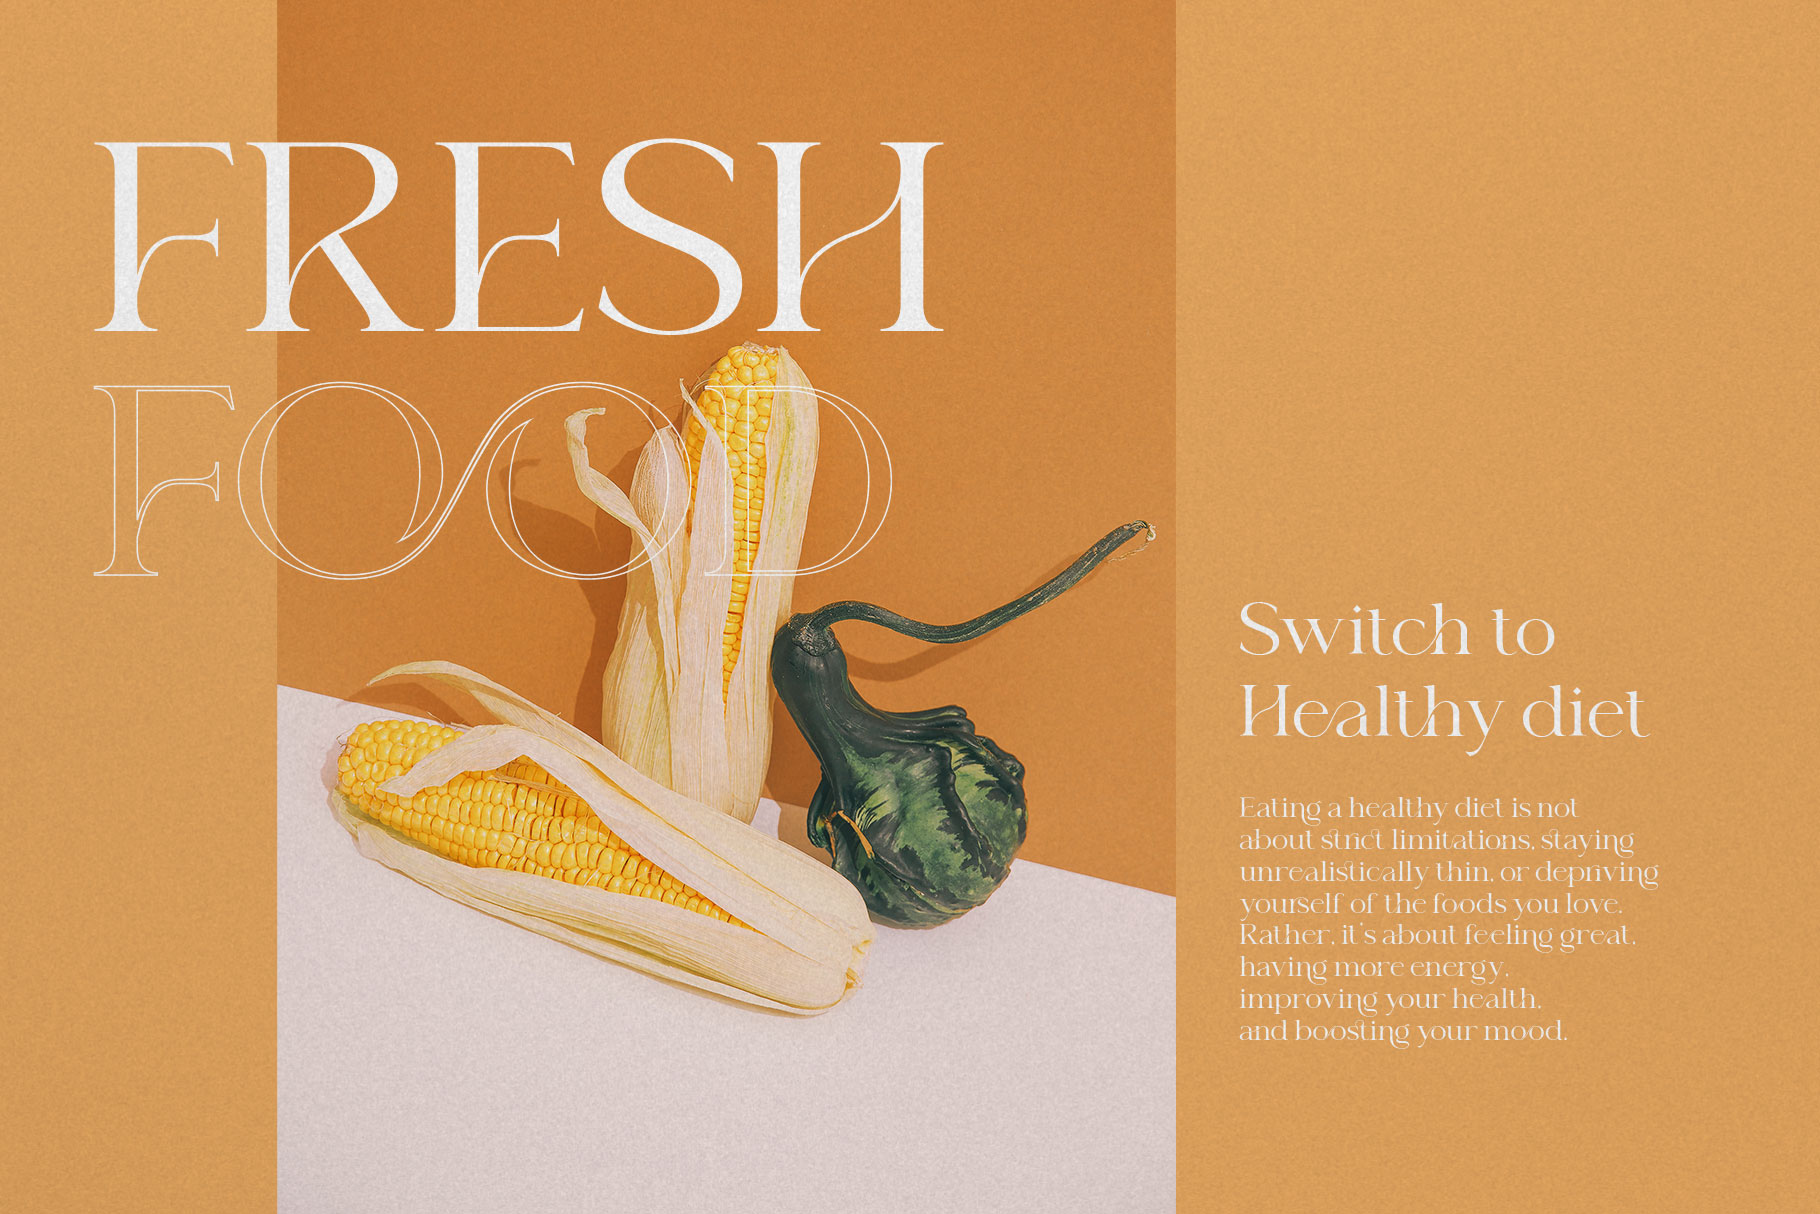 FRESH
FOOD
Switch to
Healthy diet
Eating a healthy diet is not
about strict limitations, staying
unrealistically thin, or depriving
yourself of the foods you love.
Rather, it's about feeling great,
having more energy,
improving your health,
and boosting your mood.